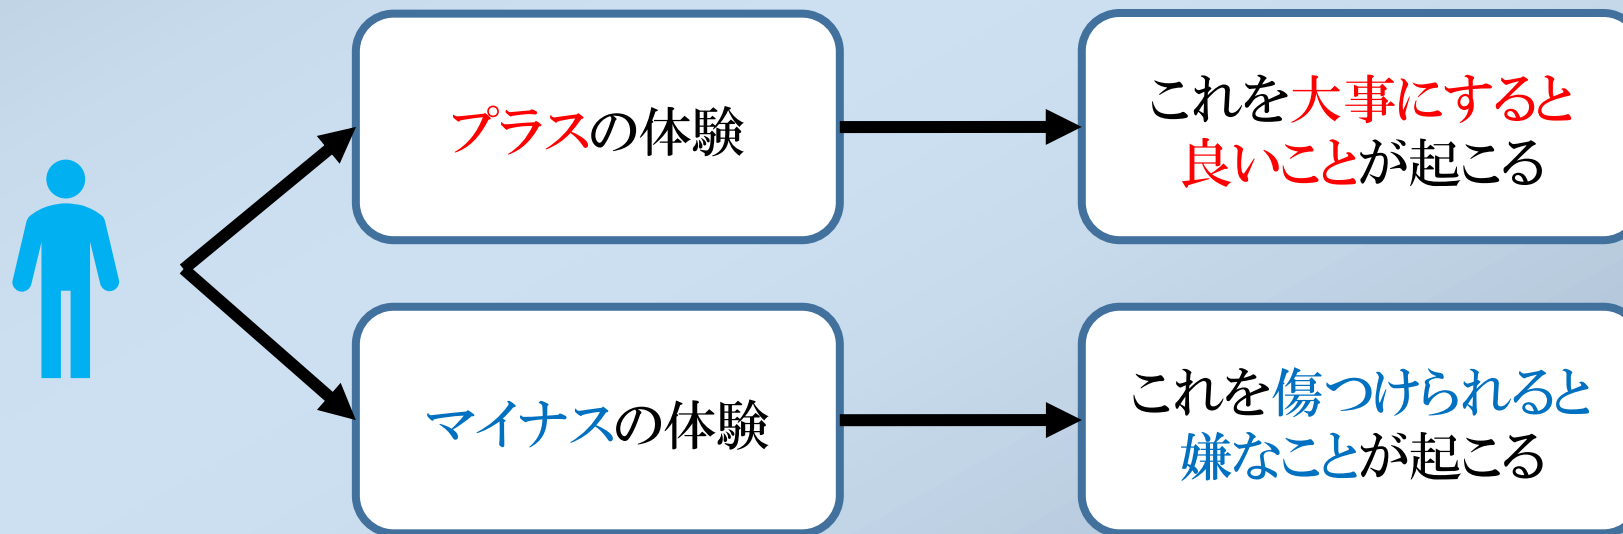 プラスの体験
これを大事にすると
良いことが起こる
マイナスの体験
これを傷つけられると
嫌なことが起こる